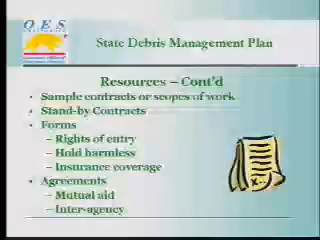 OES
State Debris Management Plan
Resources – Cont'd
• Sample contracts or scopes of work
• Stand-by Contracts
• Forms
– Rights of entry
– Hold harmless
– Insurance coverage
• Agreements
– Mutual aid
– Inter-agency